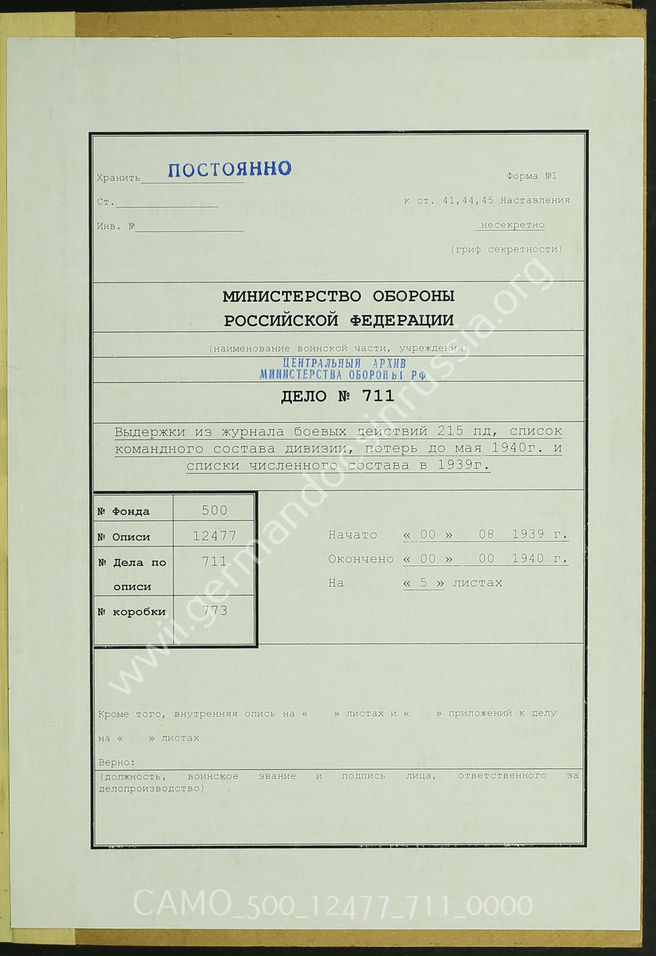 Хранить ПОСТОЯННО
Форма №1
Ст.
к ст. 41,44,45 Наставления
Инв. №
несекретно
(гриф секретности)
МИНИСТЕРСТВО ОБОРОНЫ
РОССИЙСКОЙ ФЕДЕРАЦИИ
(наименование воинской части, учреждения)
ЦЕНТРАЛЬНЫЙ АРХИВ
МИНИСТЕРСТВА ОБОРОНЫ РФ
ДЕЛО № 711
Выдержки из журнала боевых действий 215 пд, список
командного состава дивизии, потерь до мая 1940г. и
списки численного состава в 1939г.
№ Фонда 500
№ Описи 12477
№ Дела по описи 711
№ коробки 773
Начато « 00 » 08 1939 г.
Окончено « 00 » 00 1940 г.
На « 5 » листах
Кроме того, внутренняя опись на « » листах и « » приложений к делу
на « » листах
Верно:
(должность, воинское звание и подпись лица, ответственного за
делопроизводство)
www.germandocsinrussia.org
CAMO_500_12477_711_0000